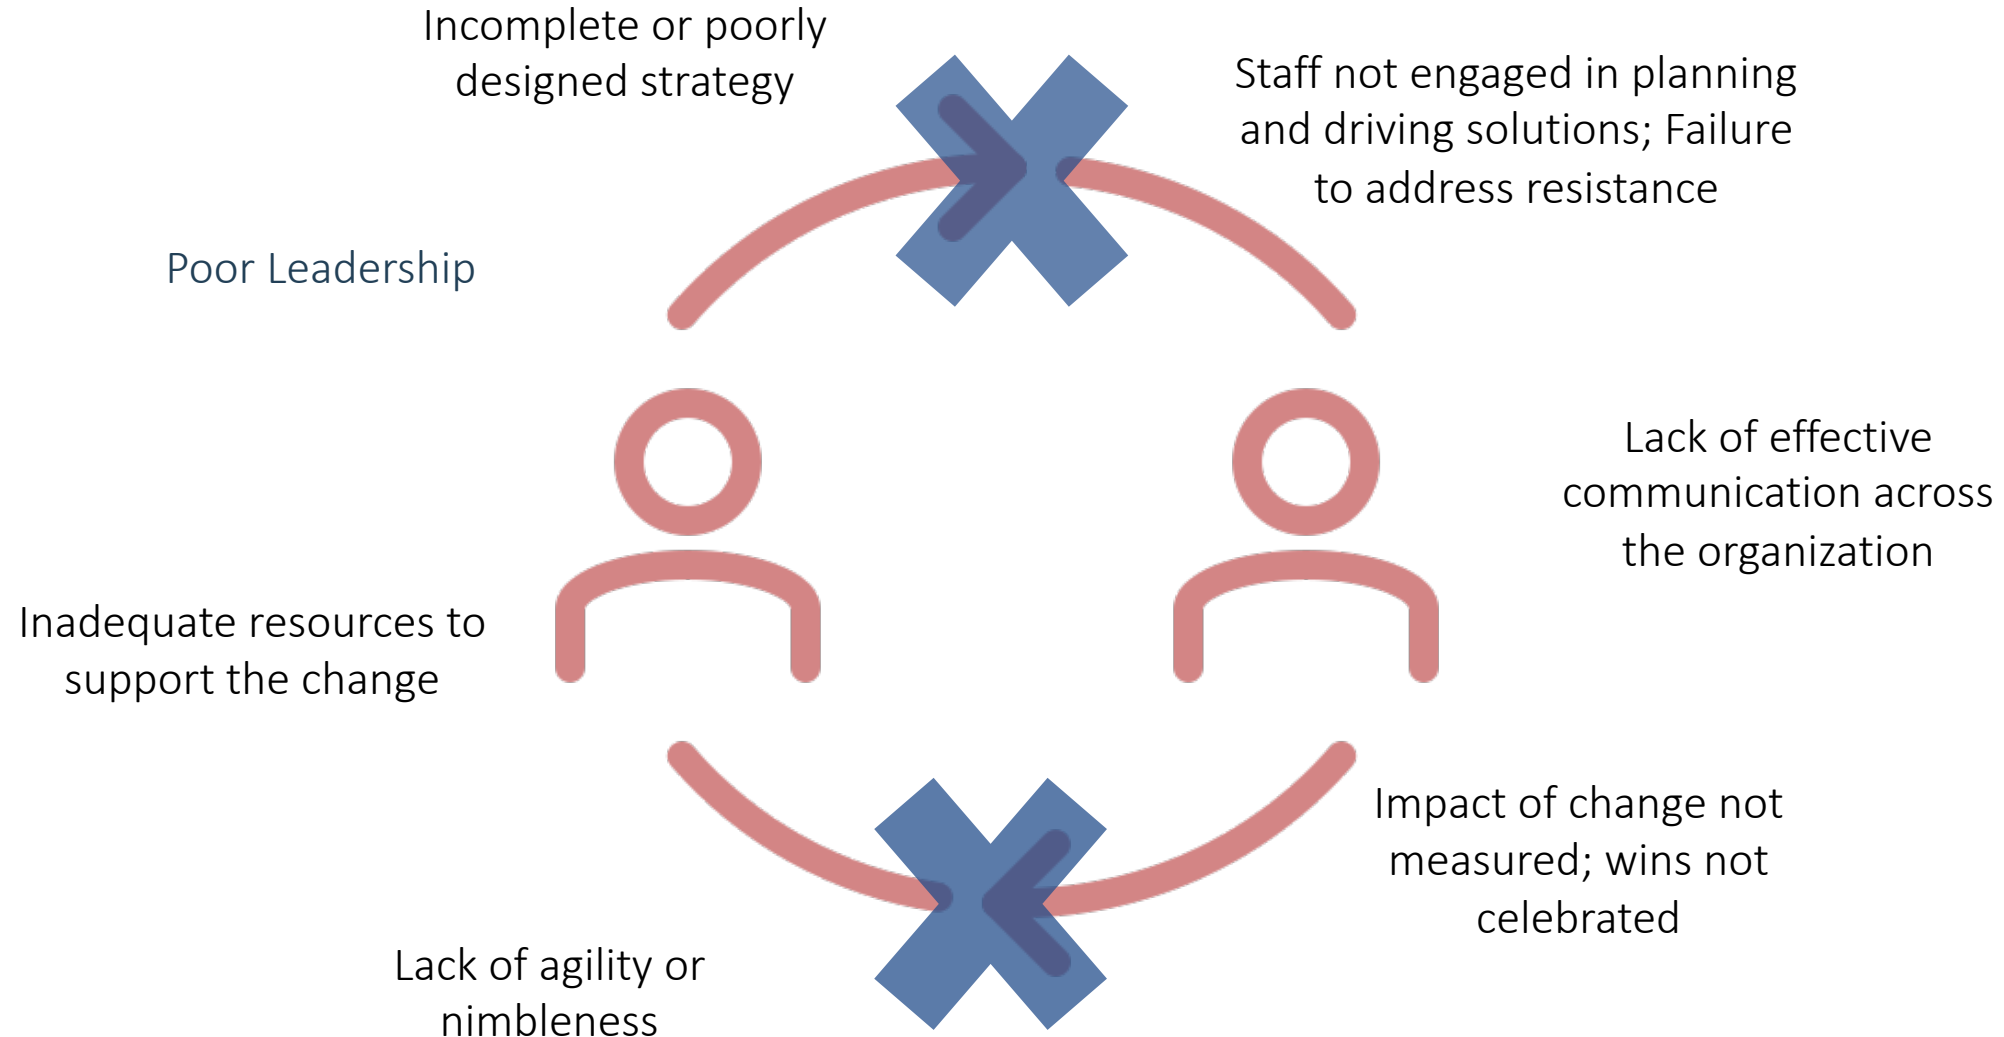 Incomplete or poorly
designed strategy
Staff not engaged in planning
and driving solutions; Failure
to address resistance
Poor Leadership
Lack of effective
communication across
the organization
Inadequate resources to
support the change
Impact of change not
measured; wins not
celebrated
Lack of agility or
nimbleness